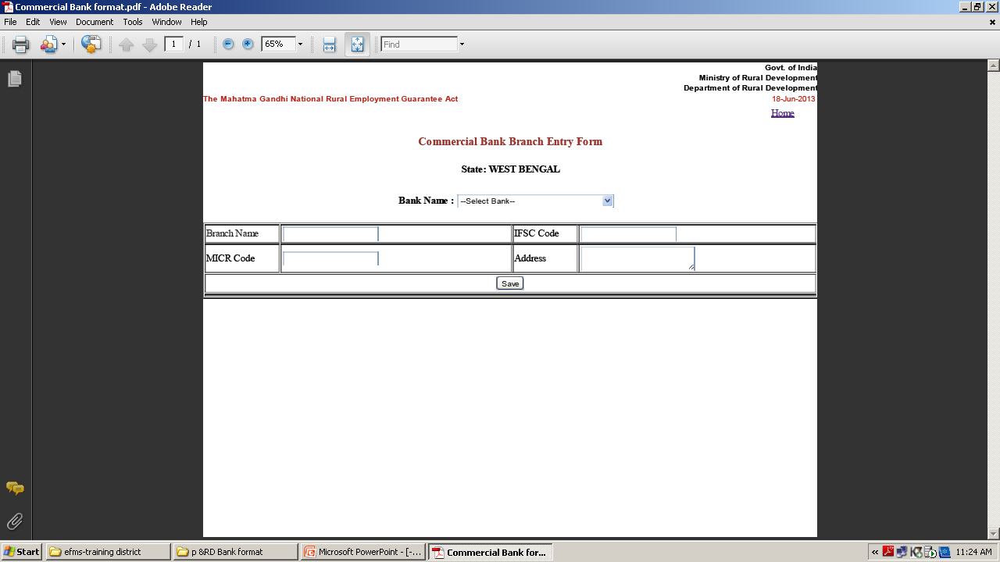 Commercial Bank format.pdf - Adobe Reader
File Edit View Document Tools Window Help
1 / 1 65% Find
Govt. of India
Ministry of Rural Development
Department of Rural Development
The Mahatma Gandhi National Rural Employment Guarantee Act 18-Jun-2013
Home
Commercial Bank Branch Entry Form
State: WEST BENGAL
Bank Name : --Select Bank--
Branch Name IFSC Code
MICR Code Address
Save
Start efms-training district p &RD Bank format Microsoft PowerPoint - [-... Commercial Bank for... « 11:24 AM